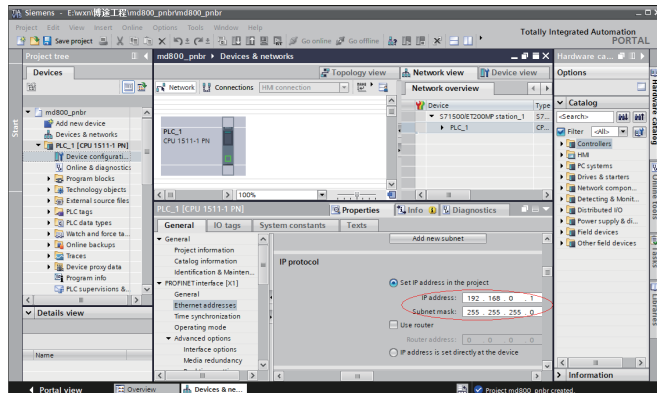 Siemens - E:\wxn\博途工程\md800_pnbr\md800_pnbr
Project Edit View Insert Online Options Tools Window Help
Totally Integrated Automation
PORTAL
Save project
Go online
Go offline
Project tree
md800_pnbr
Devices & networks
Hardware ca...
Devices
Topology view
Network view
Device view
Options
Network
Connections
HMI connection
Network overview
Device
Type
S71500/ET200MP station_1
S7...
PLC_1
CP...
md800_pnbr
Add new device
Devices & networks
PLC_1 [CPU 1511-1 PN]
Device configurati...
Online & diagnostics
Program blocks
Technology objects
External source files
PLC tags
PLC data types
Watch and force ta...
Online backups
Traces
Device proxy data
Program info
PLC supervisions &..
Details view
Name
Start
PLC_1
CPU 1511-1 PN
100%
PLC_1 [CPU 1511-1 PN]
Properties
Info
Diagnostics
General
IO tags
System constants
Texts
General
Project information
Catalog information
Identification & Mainten...
PROFINET interface [X1]
General
Ethernet addresses
Time synchronization
Operating mode
Advanced options
Interface options
Media redundancy
Add new subnet
IP protocol
Set IP address in the project
IP address: 192 . 168 . 0 . 1
Subnet mask: 255 . 255 . 255 . 0
Use router
Router address: 0 . 0 . 0 . 0
IP address is set directly at the device
Catalog
<Search>
Filter
<All>
Controllers
HMI
PC systems
Drives & starters
Network compon...
Detecting & Monit...
Distributed I/O
Power supply & di...
Field devices
Other field devices
Information
Hardware catalog
Online tools
Tasks
Libraries
Portal view
Overview
Devices & ne...
Project md800_pnbr created.